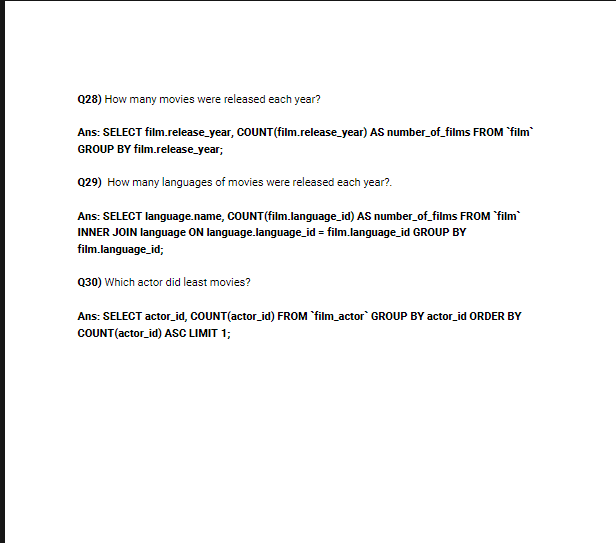 Q28) How many movies were released each year?
Ans: SELECT film.release_year, COUNT(film.release_year) AS number_of_films FROM `film`
GROUP BY film.release_year;
Q29)  How many languages of movies were released each year?.
Ans: SELECT language.name, COUNT(film.language_id) AS number_of_films FROM `film`
INNER JOIN language ON language.language_id = film.language_id GROUP BY
film.language_id;
Q30) Which actor did least movies?
Ans: SELECT actor_id, COUNT(actor_id) FROM `film_actor` GROUP BY actor_id ORDER BY
COUNT(actor_id) ASC LIMIT 1;